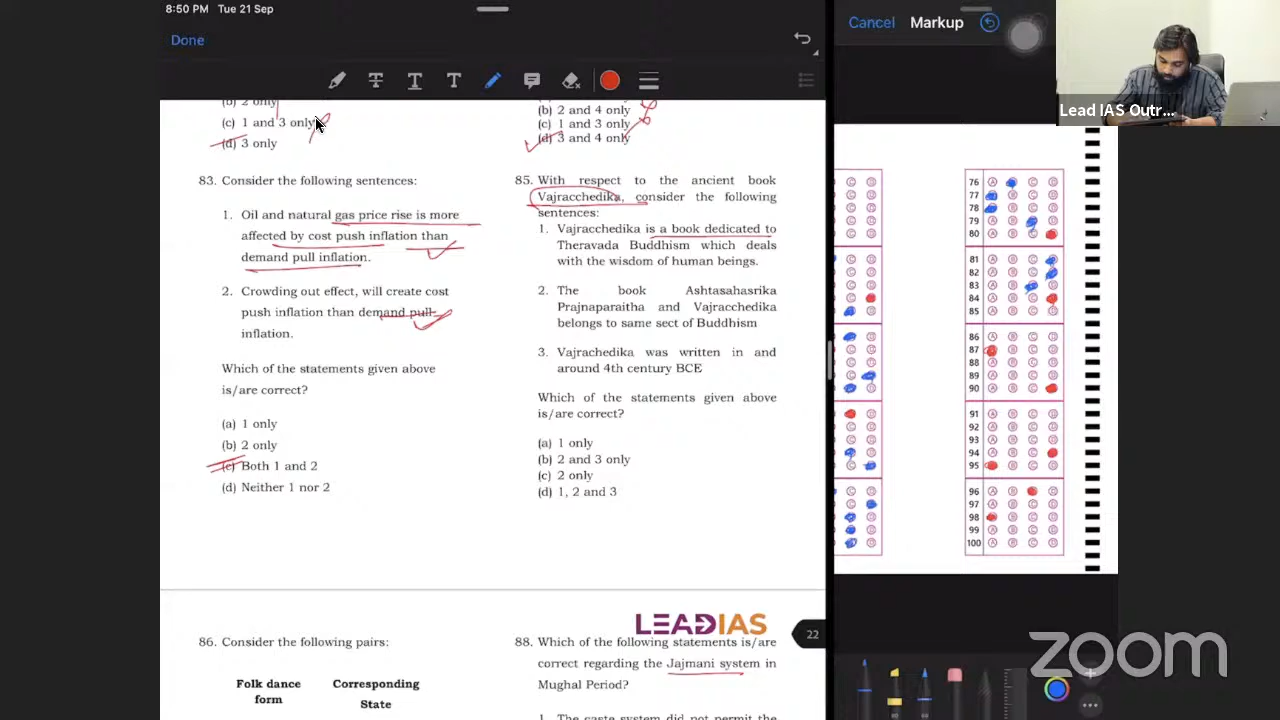 8:50 PM Tue 21 Sep
Done
Cancel
Markup
Lead IAS Outr...
(b) 2 only
(c) 1 and 3 only
(d) 3 only
83. Consider the following sentences:
1. Oil and natural gas price rise is more
affected by cost push inflation than
demand pull inflation.
2. Crowding out effect, will create cost
push inflation than demand pull
inflation.
Which of the statements given above
is/are correct?
(a) 1 only
(b) 2 only
(c) Both 1 and 2
(d) Neither 1 nor 2
(b) 2 and 4 only
(c) 1 and 3 only
(d) 3 and 4 only
85. With respect to the ancient book
Vajracchedika, consider the following
sentences:
1. Vajracchedika is a book dedicated to
Theravada Buddhism which deals
with the wisdom of human beings.
2. The book Ashtasahasrika
Prajnaparaitha and Vajracchedika
belongs to same sect of Buddhism
3. Vajrachedika was written in and
around 4th century BCE
Which of the statements given above
is/are correct?
(a) 1 only
(b) 2 and 3 only
(c) 2 only
(d) 1, 2 and 3
LEADIAS
22
86. Consider the following pairs:
Folk dance
form
Corresponding
State
88. Which of the following statements is/are
correct regarding the Jajmani system in
Mughal Period?
1. The caste system did not permit the
76
77
78
79
80
81
82
83
84
85
86
87
88
89
90
91
92
93
94
95
96
97
98
99
100
zoom